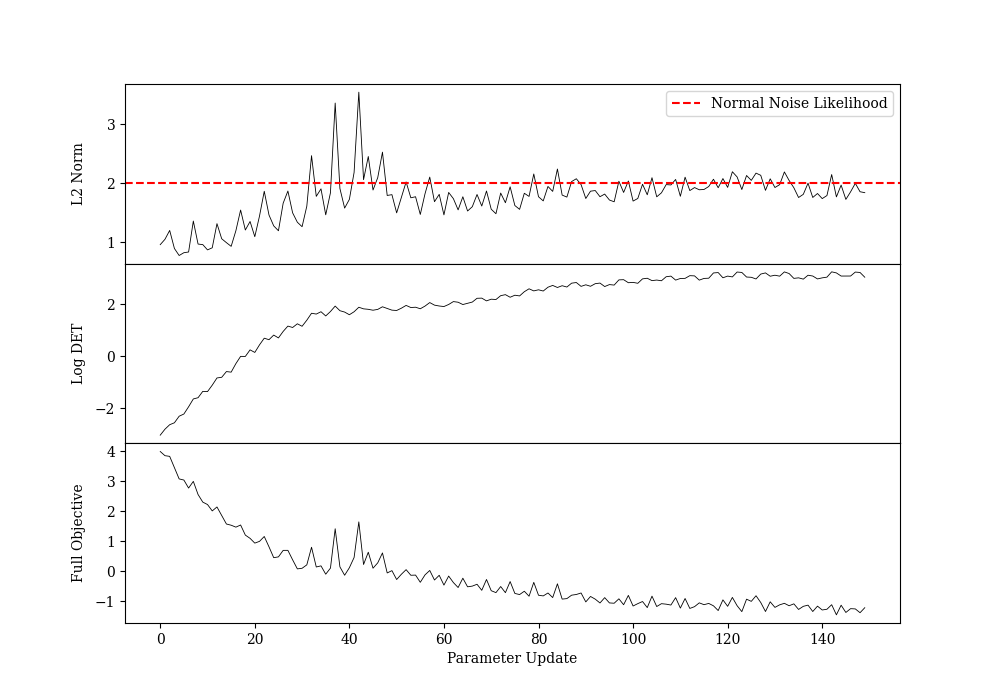 Normal Noise Likelihood
3
2
1
L2 Norm
2
0
−2
Log DET
4
3
2
1
0
−1
Full Objective
0 20 40 60 80 100 120 140
Parameter Update